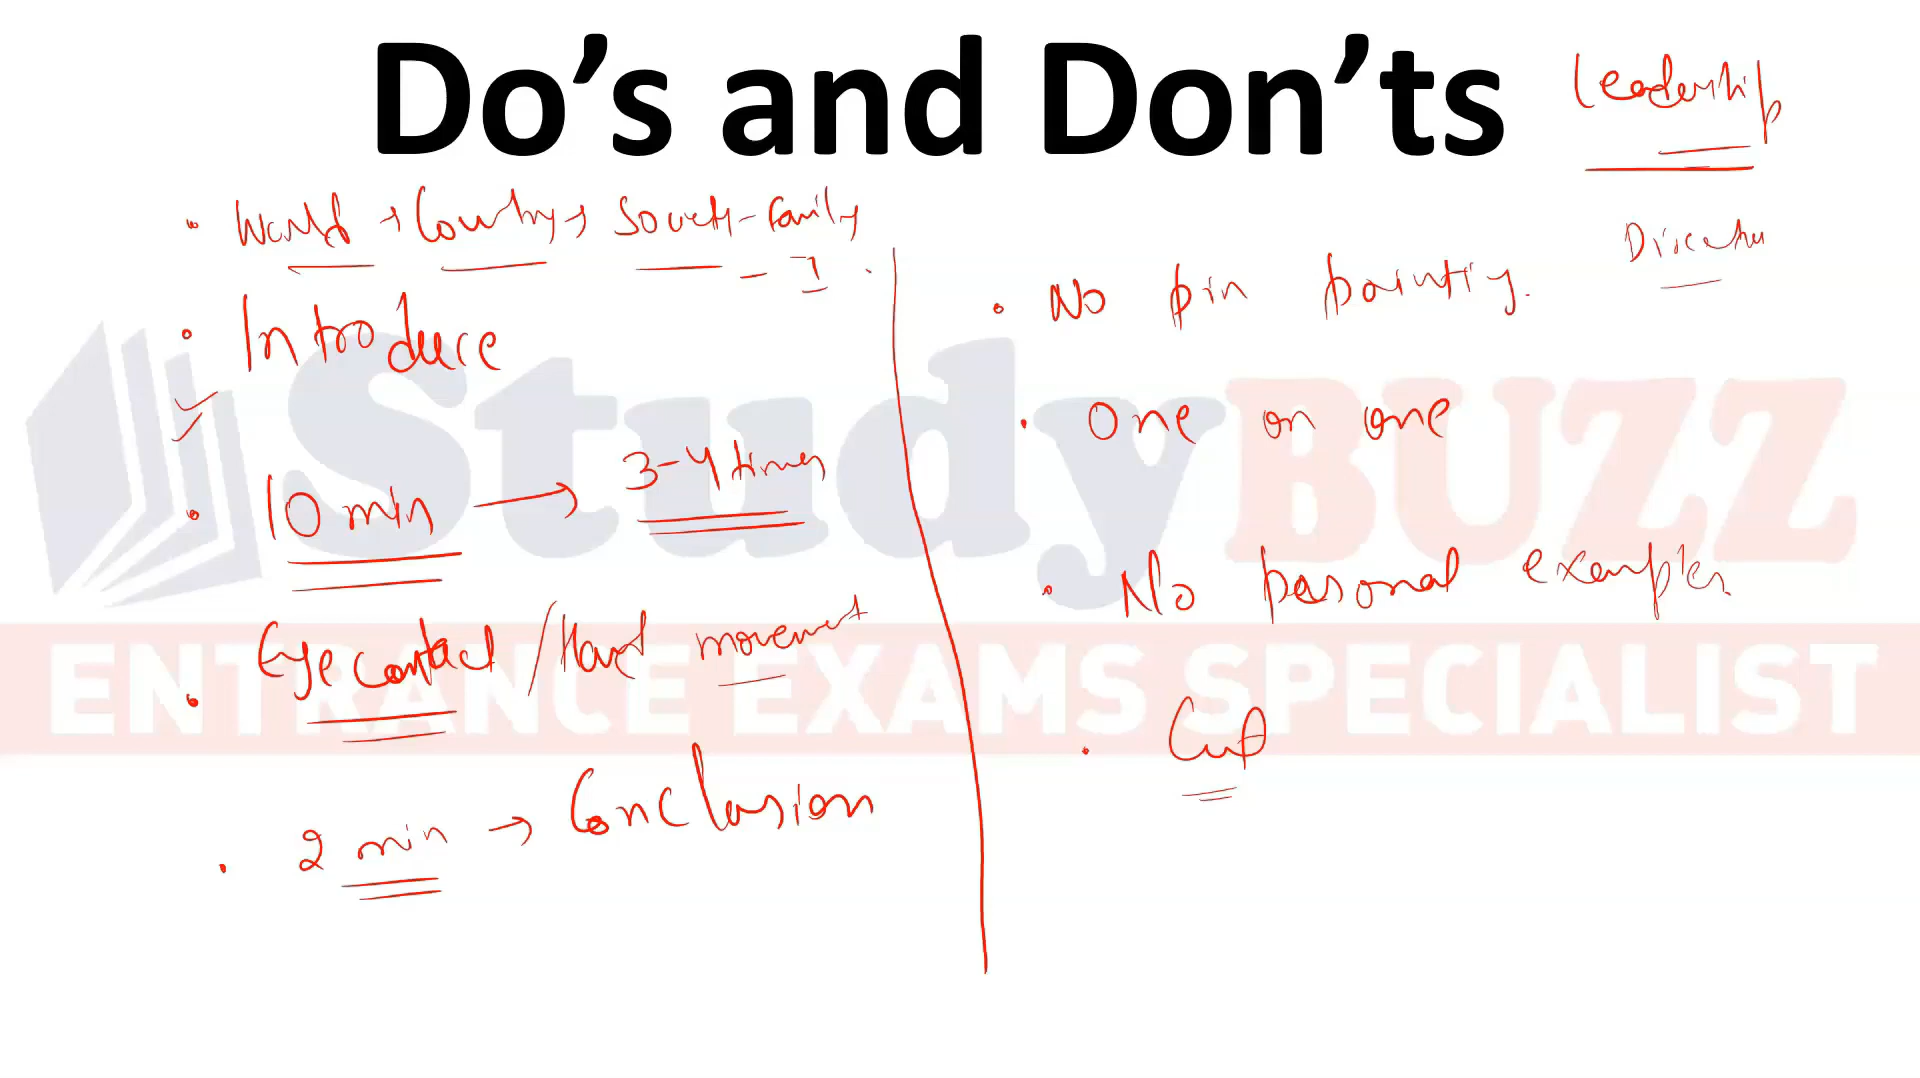 Do's and Don'ts
Leadership
Direction
• World → Country → Society - Family
- I
• Introduce
• 10 min → 3-4 times
• Eye contact / Hand movement
• 2 min → Conclusion
• No pin pointing.
• One on one
• No personal examples
• Cut
StudyBUZZ
ENTRANCE EXAMS SPECIALIST